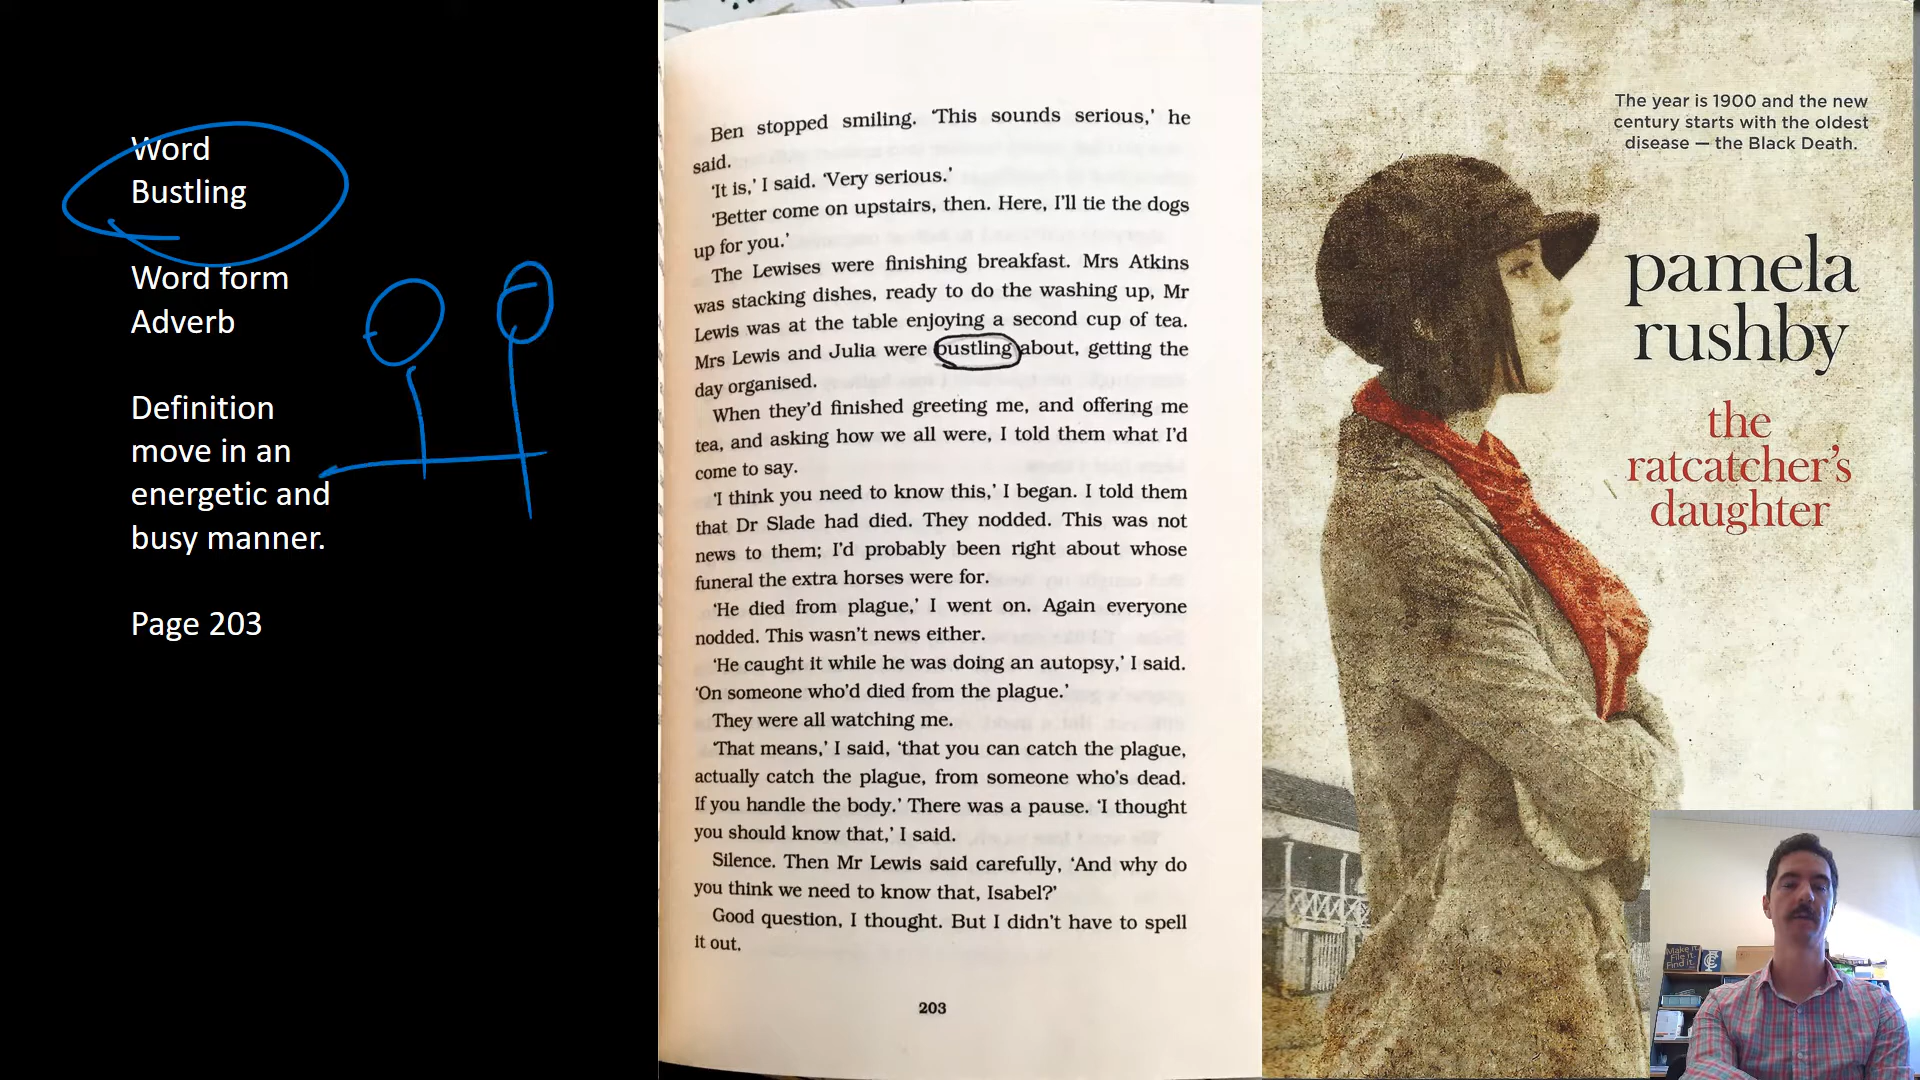 Word
Bustling
Word form
Adverb
Definition
move in an
energetic and
busy manner.
Page 203
Ben stopped smiling. ‘This sounds serious,’ he
said.
‘It is,’ I said. ‘Very serious.’
‘Better come on upstairs, then. Here, I’ll tie the dogs
up for you.’
The Lewises were finishing breakfast. Mrs Atkins
was stacking dishes, ready to do the washing up, Mr
Lewis was at the table enjoying a second cup of tea.
Mrs Lewis and Julia were bustling about, getting the
day organised.
When they’d finished greeting me, and offering me
tea, and asking how we all were, I told them what I’d
come to say.
‘I think you need to know this,’ I began. I told them
that Dr Slade had died. They nodded. This was not
news to them; I’d probably been right about whose
funeral the extra horses were for.
‘He died from plague,’ I went on. Again everyone
nodded. This wasn’t news either.
‘He caught it while he was doing an autopsy,’ I said.
‘On someone who’d died from the plague.’
They were all watching me.
‘That means,’ I said, ‘that you can catch the plague,
actually catch the plague, from someone who’s dead.
If you handle the body.’ There was a pause. ‘I thought
you should know that,’ I said.
Silence. Then Mr Lewis said carefully, ‘And why do
you think we need to know that, Isabel?’
Good question, I thought. But I didn’t have to spell
it out.
203
The year is 1900 and the new
century starts with the oldest
disease — the Black Death.
pamela
rushby
the
ratcatcher’s
daughter
Make it.
File it.
Find it.